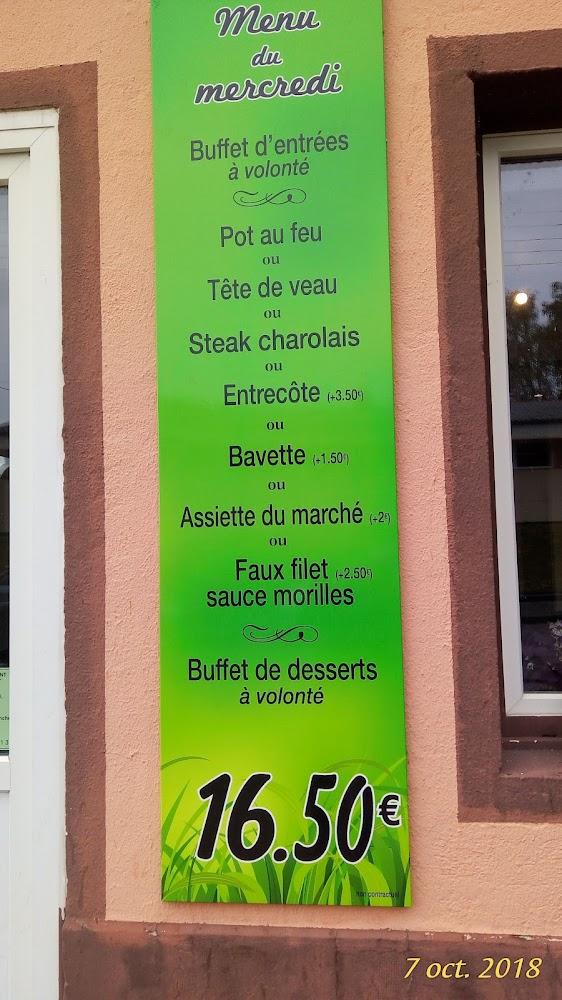 Menu
du
mercredi
Buffet d'entrées
à volonté
Pot au feu
ou
Tête de veau
ou
Steak charolais
ou
Entrecôte (+3.50€)
ou
Bavette (+1.50€)
ou
Assiette du marché (+2€)
ou
Faux filet (+2.50€)
sauce morilles
Buffet de desserts
à volonté
16.50€
non contractuel
7 oct. 2018